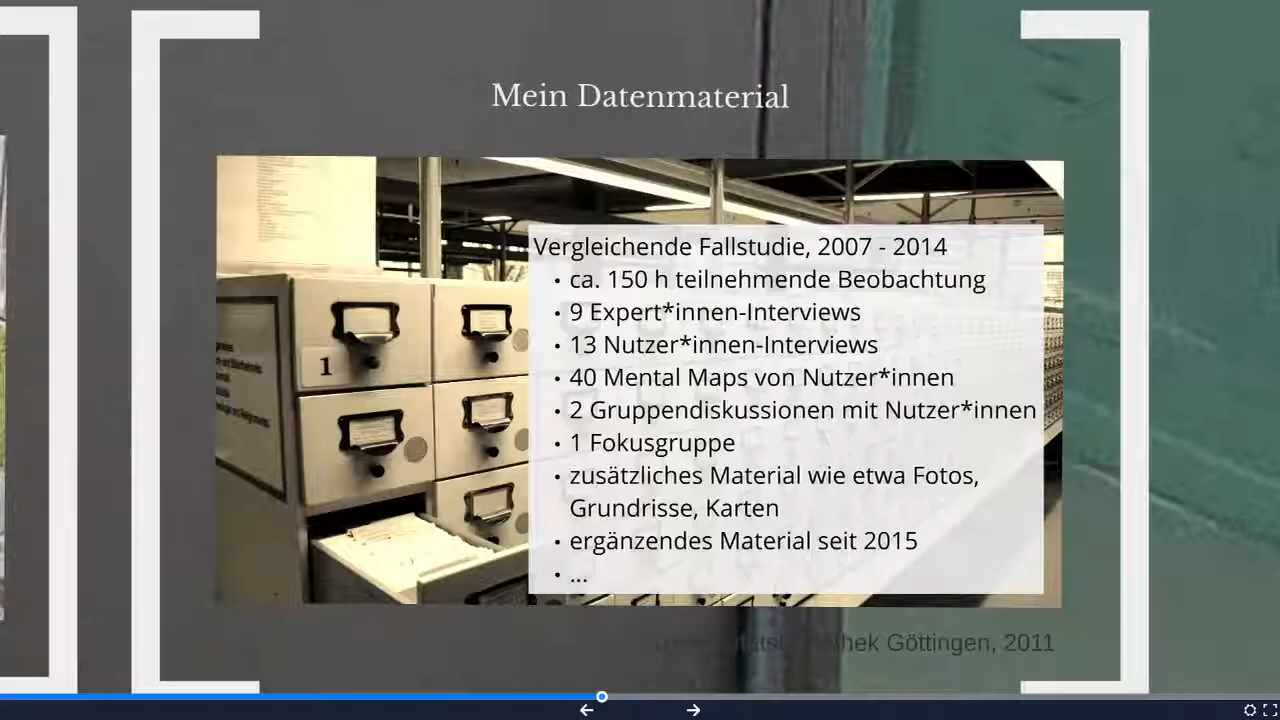 Mein Datenmaterial
Vergleichende Fallstudie, 2007 - 2014
• ca. 150 h teilnehmende Beobachtung
• 9 Expert*innen-Interviews
• 13 Nutzer*innen-Interviews
• 40 Mental Maps von Nutzer*innen
• 2 Gruppendiskussionen mit Nutzer*innen
• 1 Fokusgruppe
• zusätzliches Material wie etwa Fotos,
Grundrisse, Karten
• ergänzendes Material seit 2015
• ...
1
Göttingen, 2011